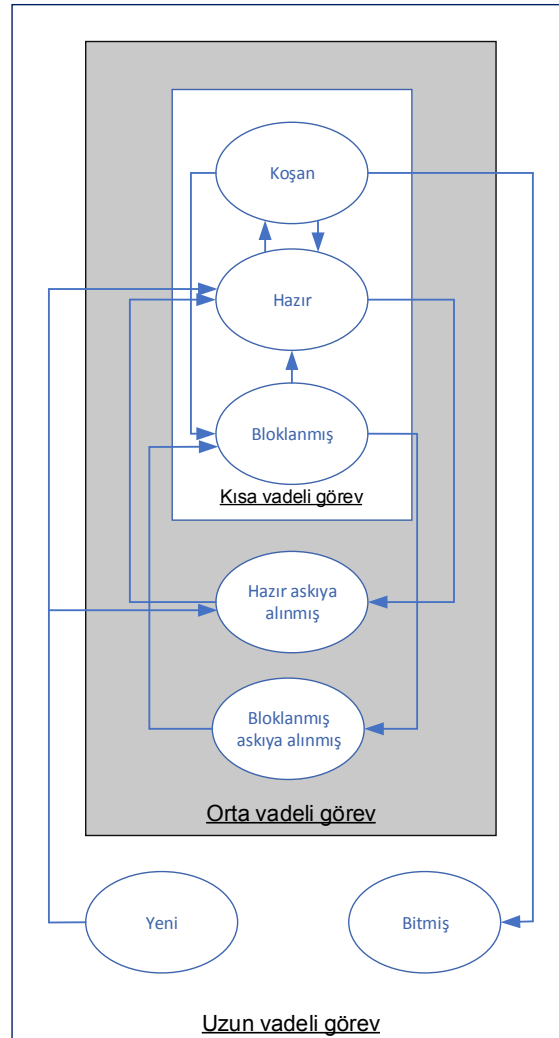 Koşan
Hazır
Bloklanmış
Kısa vadeli görev
Hazır askıya
alınmış
Bloklanmış
askıya alınmış
Orta vadeli görev
Yeni
Bitmiş
Uzun vadeli görev